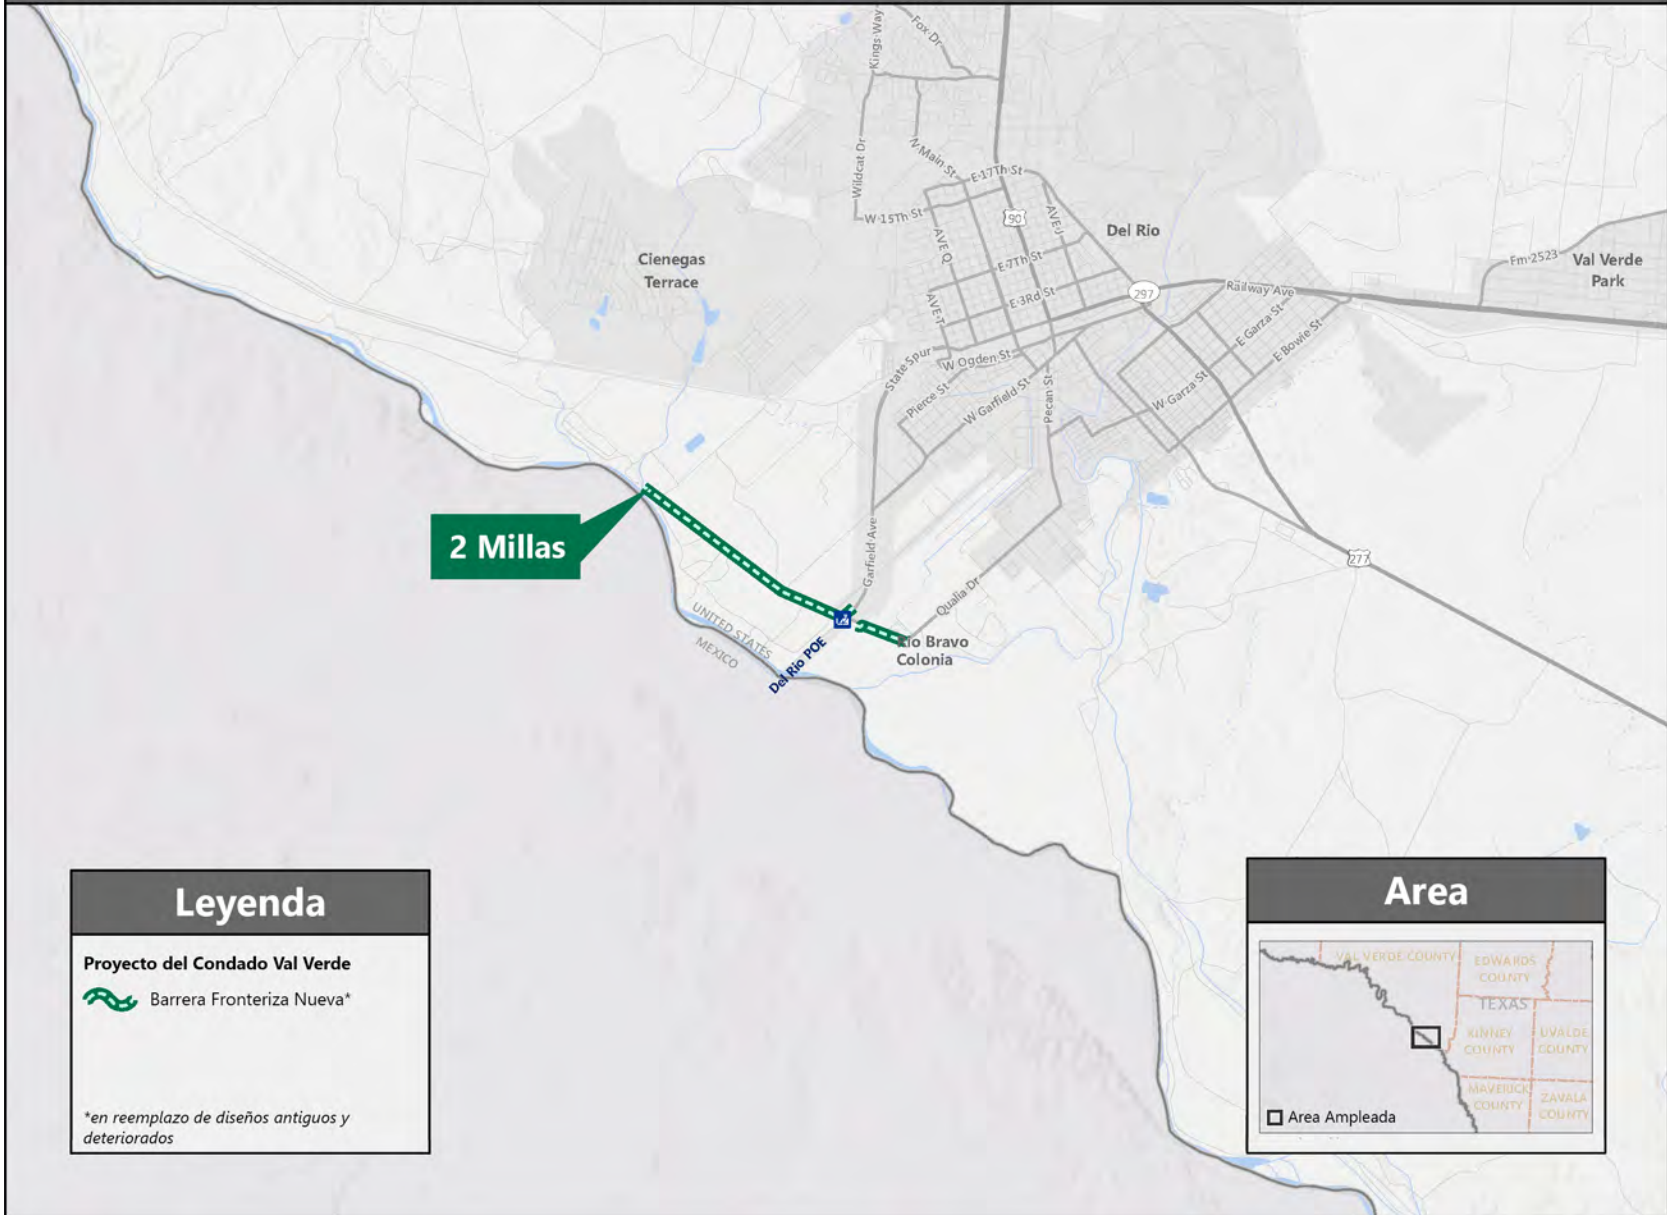 Kings Way
Fox Dr
Wildcat Dr
N Main St
E 17Th St
W 15Th St
90
AVE J
AVE Q
Del Rio
E 7Th St
Cienegas
Terrace
Fm 2523
Val Verde
Park
297
Railway Ave
E 3Rd St
AVE T
E Garza St
E Bowie St
State Spur
W Ogden St
Pierce St
W Garfield St
Pecan St
W Garza St
2 Millas
Garfield Ave
277
Qualia Dr
UNITED STATES
MEXICO
Del Rio POE
Rio Bravo
Colonia
Leyenda
Proyecto del Condado Val Verde
Barrera Fronteriza Nueva*
*en reemplazo de diseños antiguos y
deteriorados
Area
VAL VERDE COUNTY
EDWARDS
COUNTY
TEXAS
KINNEY
COUNTY
UVALDE
COUNTY
MAVERICK
COUNTY
ZAVALA
COUNTY
Area Ampleada